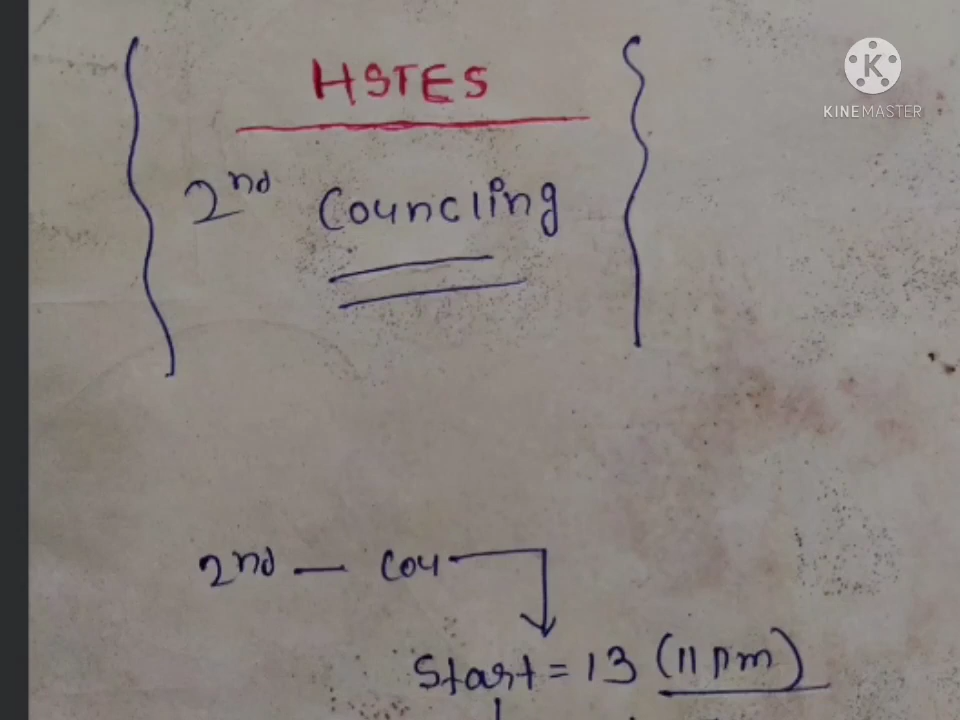 HSTES
2nd Councling
2nd — Cou
Start = 13 (11 pm)
K
KINEMASTER